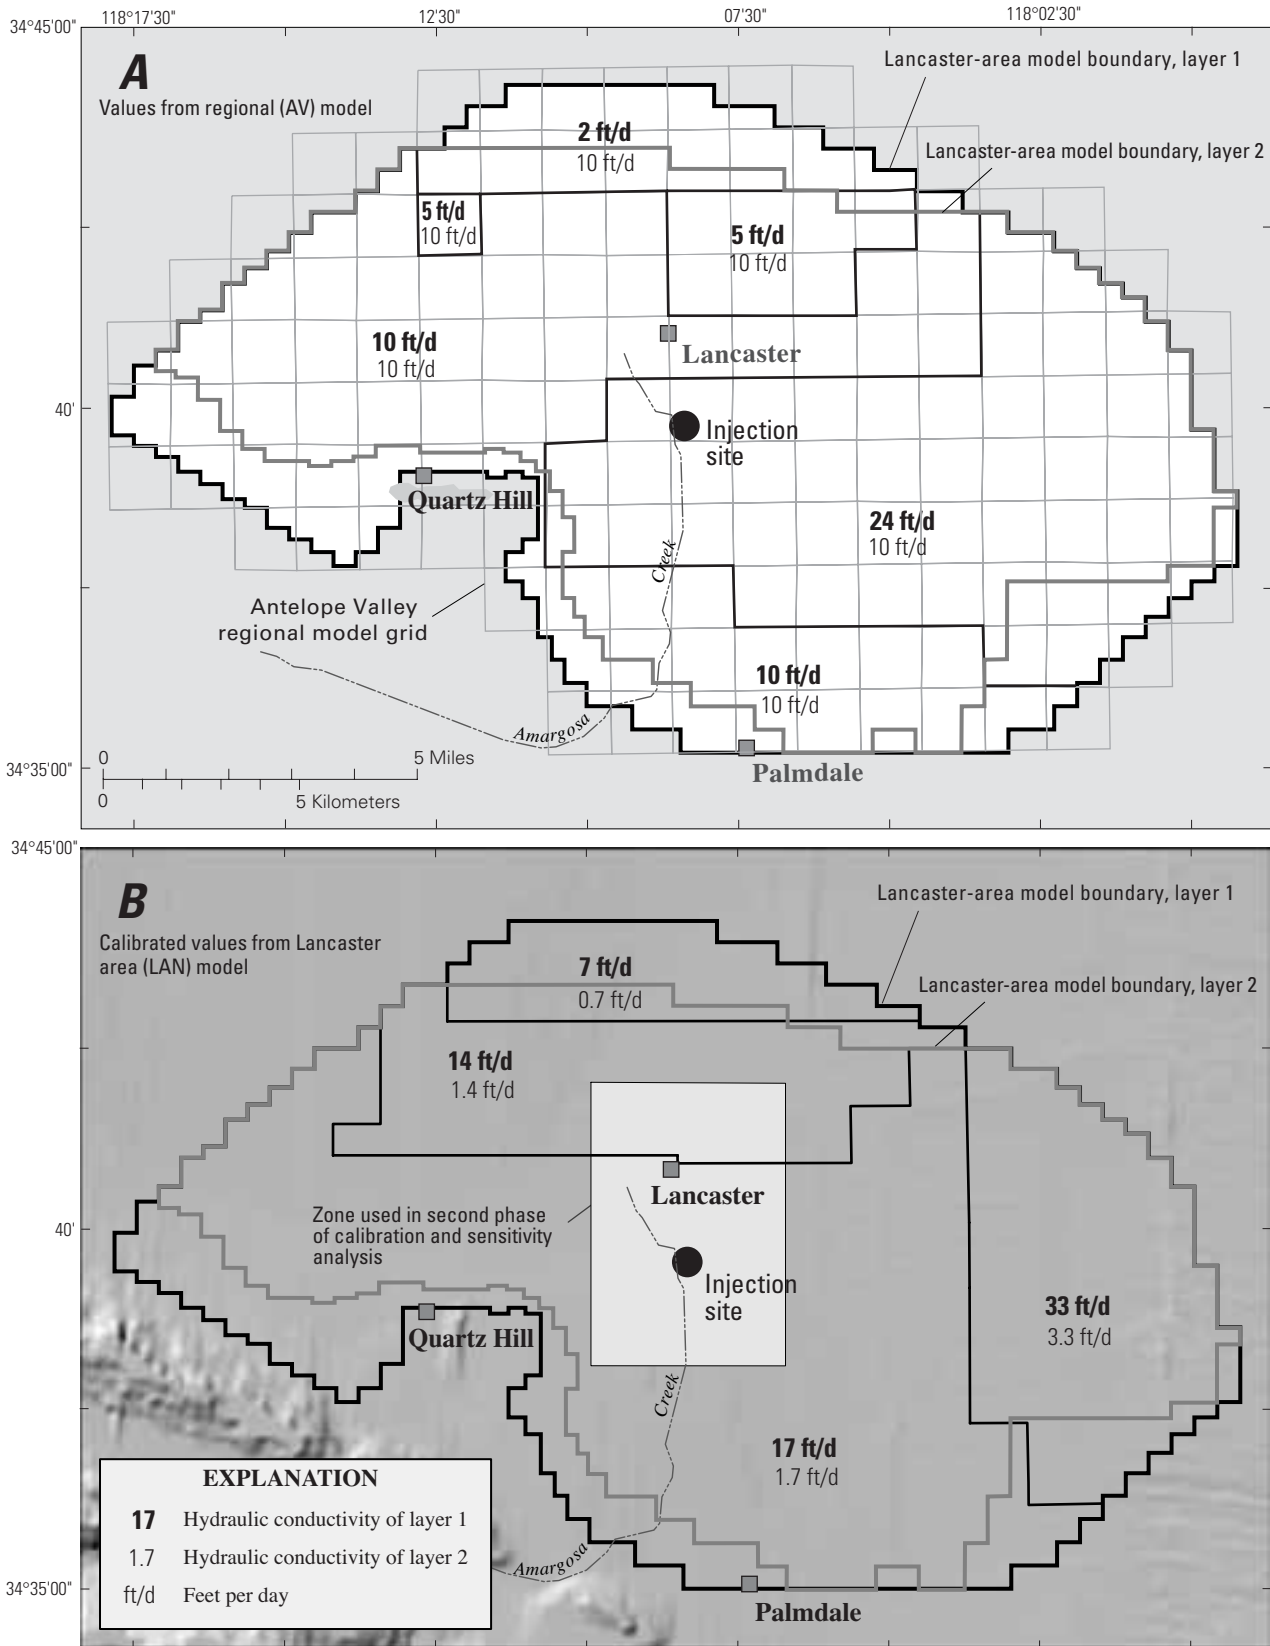 118°17'30"
12'30"
07'30"
118°02'30"
34°45'00"
A
Values from regional (AV) model
Lancaster-area model boundary, layer 1
Lancaster-area model boundary, layer 2
2 ft/d
10 ft/d
5 ft/d
10 ft/d
5 ft/d
10 ft/d
10 ft/d
10 ft/d
Lancaster
40'
Injection
site
Quartz Hill
24 ft/d
10 ft/d
Creek
Antelope Valley
regional model grid
10 ft/d
10 ft/d
Amargosa
0
5 Miles
0
5 Kilometers
34°35'00"
Palmdale
34°45'00"
B
Calibrated values from Lancaster
area (LAN) model
Lancaster-area model boundary, layer 1
Lancaster-area model boundary, layer 2
7 ft/d
0.7 ft/d
14 ft/d
1.4 ft/d
Lancaster
Zone used in second phase
of calibration and sensitivity
analysis
40'
Injection
site
Quartz Hill
33 ft/d
3.3 ft/d
Creek
17 ft/d
1.7 ft/d
Amargosa
34°35'00"
Palmdale
EXPLANATION
17 Hydraulic conductivity of layer 1
1.7 Hydraulic conductivity of layer 2
ft/d Feet per day